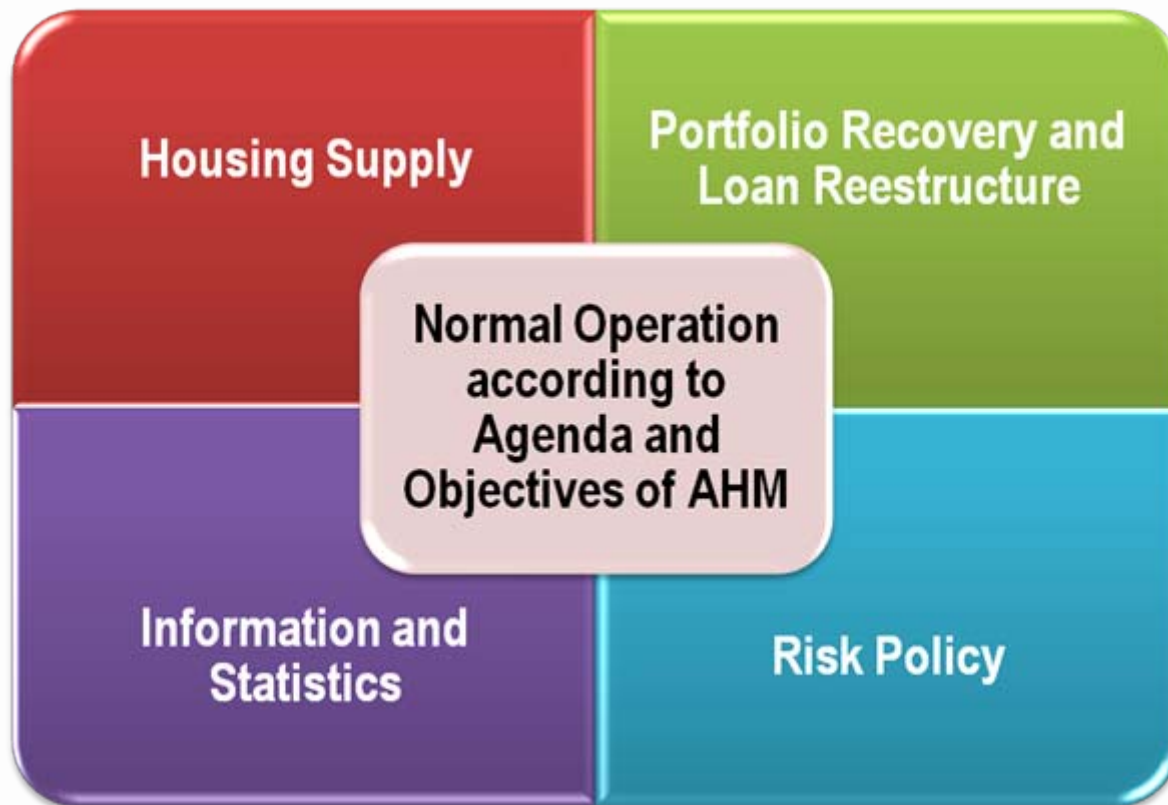 Housing Supply
Portfolio Recovery and
Loan Reestructure
Normal Operation
according to
Agenda and
Objectives of AHM
Information and
Statistics
Risk Policy